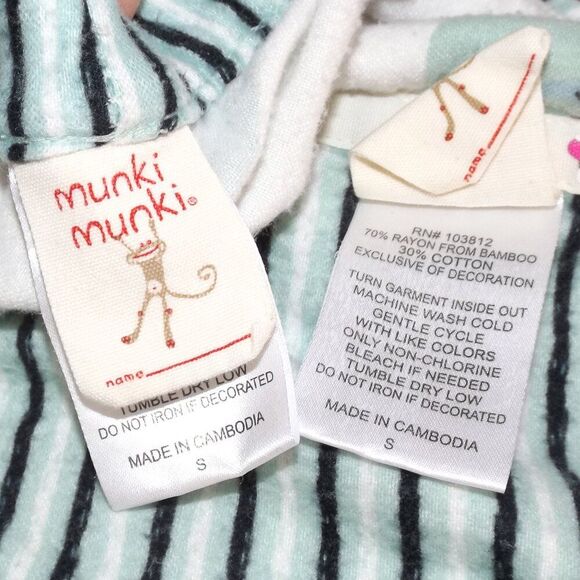 munki
munki®
name
TUMBLE DRY LOW
DO NOT IRON IF DECORATED
MADE IN CAMBODIA
S
name
RN# 103812
70% RAYON FROM BAMBOO
30% COTTON
EXCLUSIVE OF DECORATION
TURN GARMENT INSIDE OUT
MACHINE WASH COLD
GENTLE CYCLE
WITH LIKE COLORS
ONLY NON-CHLORINE
BLEACH IF NEEDED
TUMBLE DRY LOW
DO NOT IRON IF DECORATED
MADE IN CAMBODIA
S